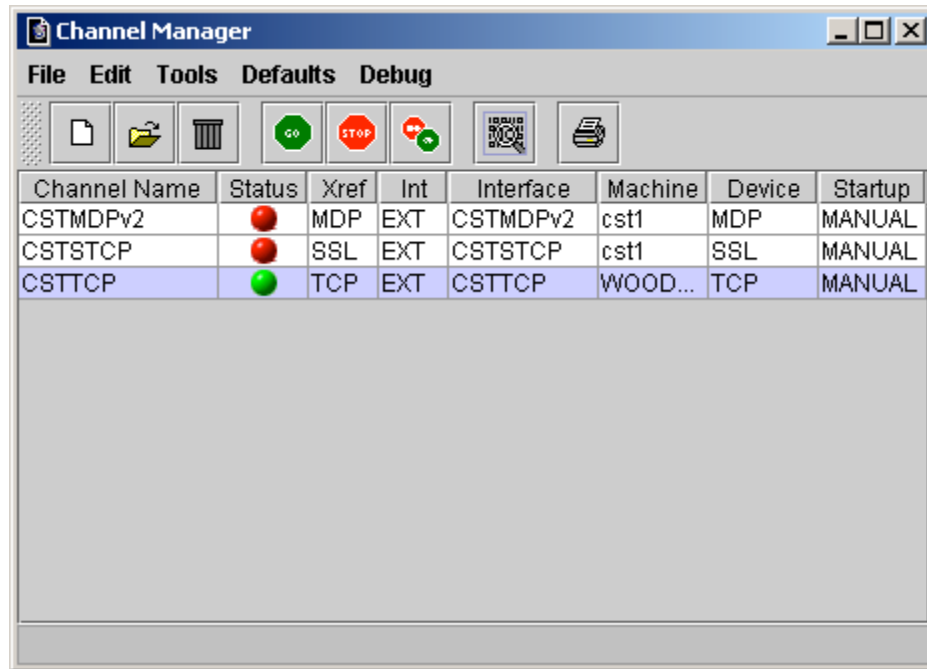 Channel Manager
File Edit Tools Defaults Debug
GO STOP
Channel Name Status Xref Int Interface Machine Device Startup
CSTMDPv2 MDP EXT CSTMDPv2 cst1 MDP MANUAL
CSTSTCP SSL EXT CSTSTCP cst1 SSL MANUAL
CSTTCP TCP EXT CSTTCP WOOD... TCP MANUAL